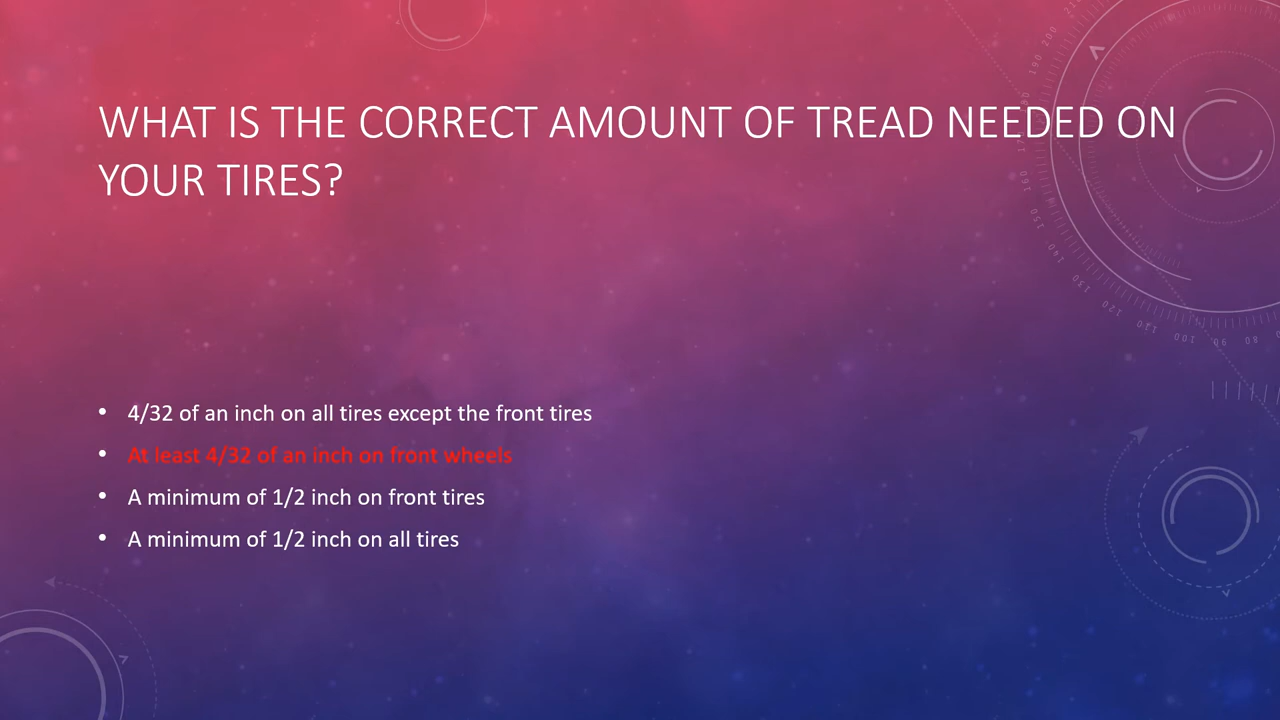 WHAT IS THE CORRECT AMOUNT OF TREAD NEEDED ON
YOUR TIRES?
• 4/32 of an inch on all tires except the front tires
• At least 4/32 of an inch on front wheels
• A minimum of 1/2 inch on front tires
• A minimum of 1/2 inch on all tires